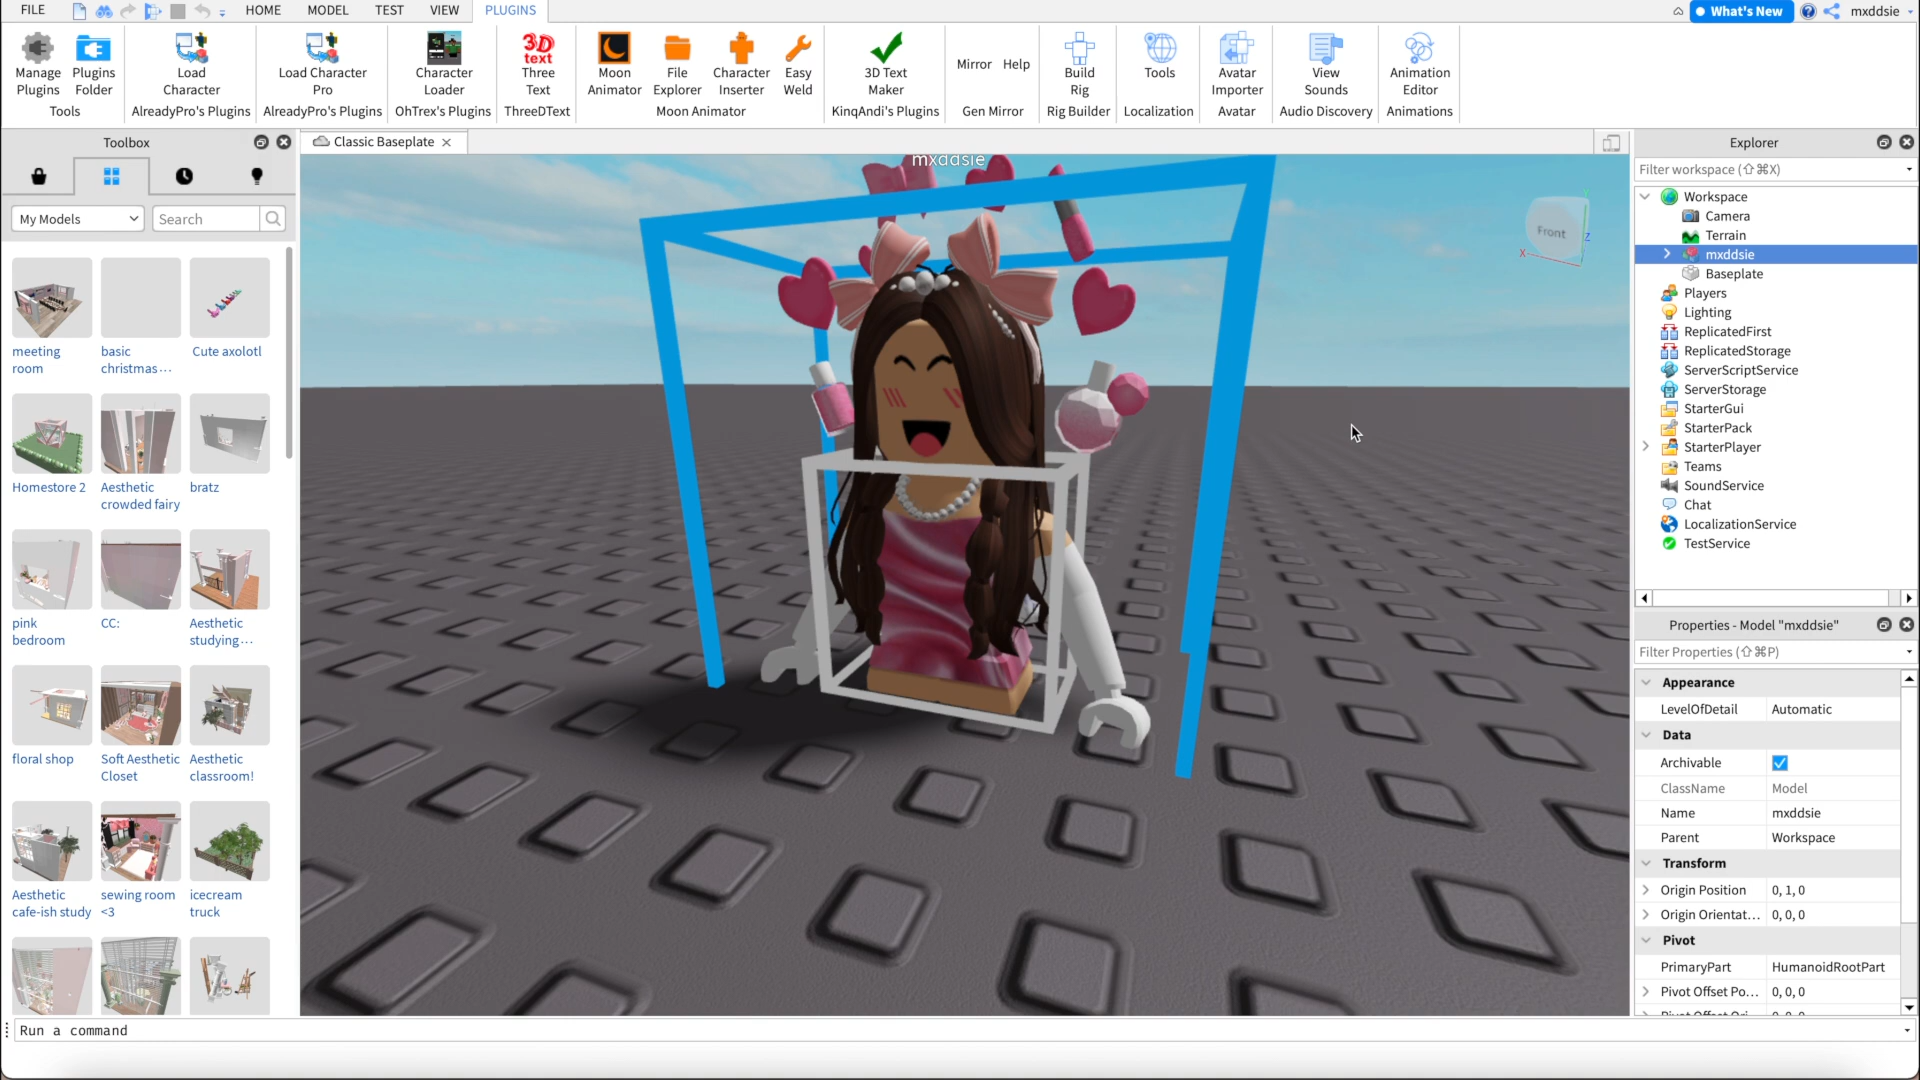 FILE HOME MODEL TEST VIEW PLUGINS What's New mxddsie
Manage Plugins
Plugins Folder
Tools
Load Character
AlreadyPro's Plugins
Load Character Pro
AlreadyPro's Plugins
Character Loader
OhTrex's Plugins
3D text
Three Text
ThreeDText
Moon Animator
File Explorer
Character Inserter
Easy Weld
Moon Animator
3D Text Maker
KinqAndi's Plugins
Mirror Help
Gen Mirror
Build Rig
Rig Builder
Tools
Localization
Avatar Importer
Avatar
View Sounds
Audio Discovery
Animation Editor
Animations
Toolbox
My Models
Search
meeting room
basic christmas...
Cute axolotl
Homestore 2
Aesthetic crowded fairy
bratz
pink bedroom
CC:
Aesthetic studying...
floral shop
Soft Aesthetic Closet
Aesthetic classroom!
Aesthetic cafe-ish study
sewing room <3
icecream truck
Classic Baseplate
mxddsie
Front
X
Z
Explorer
Filter workspace (⇧⌘X)
Workspace
Camera
Terrain
mxddsie
Baseplate
Players
Lighting
ReplicatedFirst
ReplicatedStorage
ServerScriptService
ServerStorage
StarterGui
StarterPack
StarterPlayer
Teams
SoundService
Chat
LocalizationService
TestService
Properties - Model "mxddsie"
Filter Properties (⇧⌘P)
Appearance
LevelOfDetail Automatic
Data
Archivable
ClassName Model
Name mxddsie
Parent Workspace
Transform
Origin Position 0, 1, 0
Origin Orientat... 0, 0, 0
Pivot
PrimaryPart HumanoidRootPart
Pivot Offset Po... 0, 0, 0
Run a command